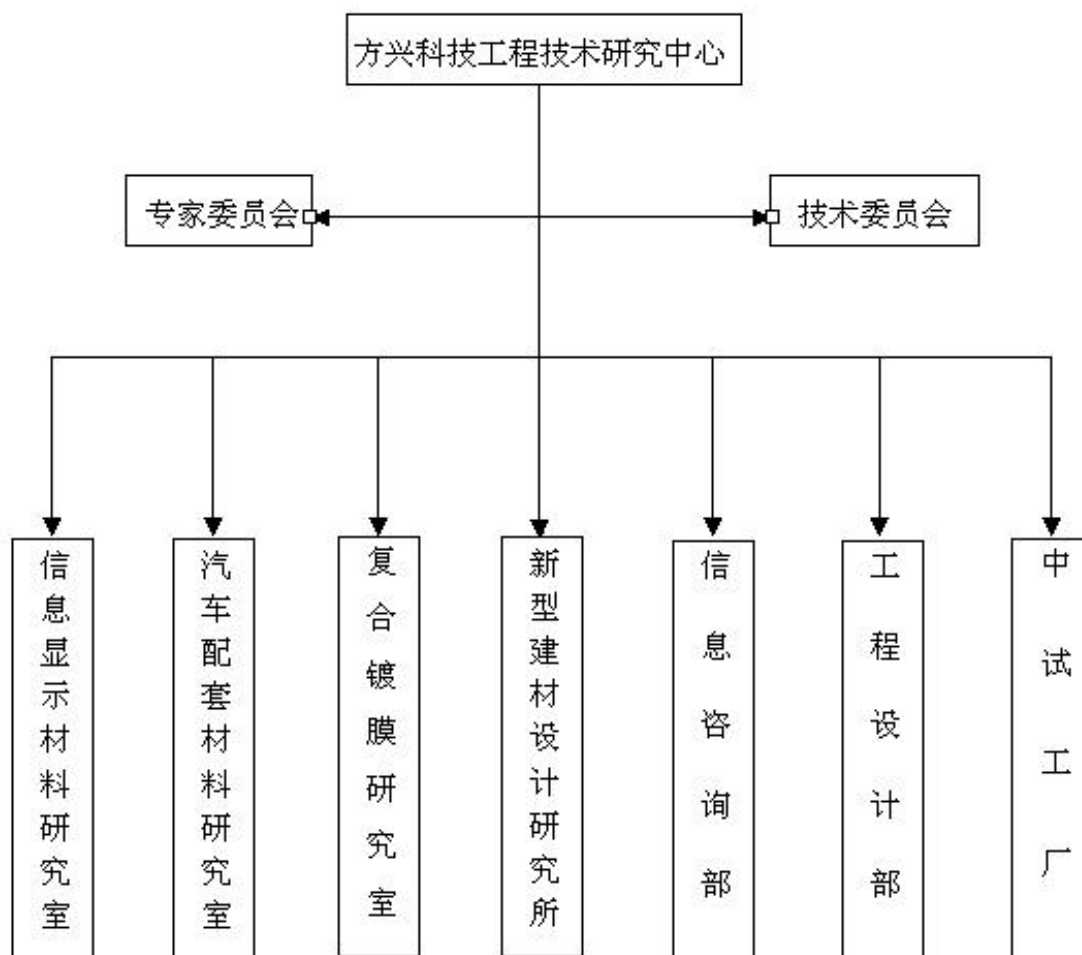 方兴科技工程技术研究中心
专家委员会
技术委员会
信息显示材料研究室
汽车配套材料研究室
复合镀膜研究室
新型建材设计研究所
信息咨询部
工程设计部
中试工厂